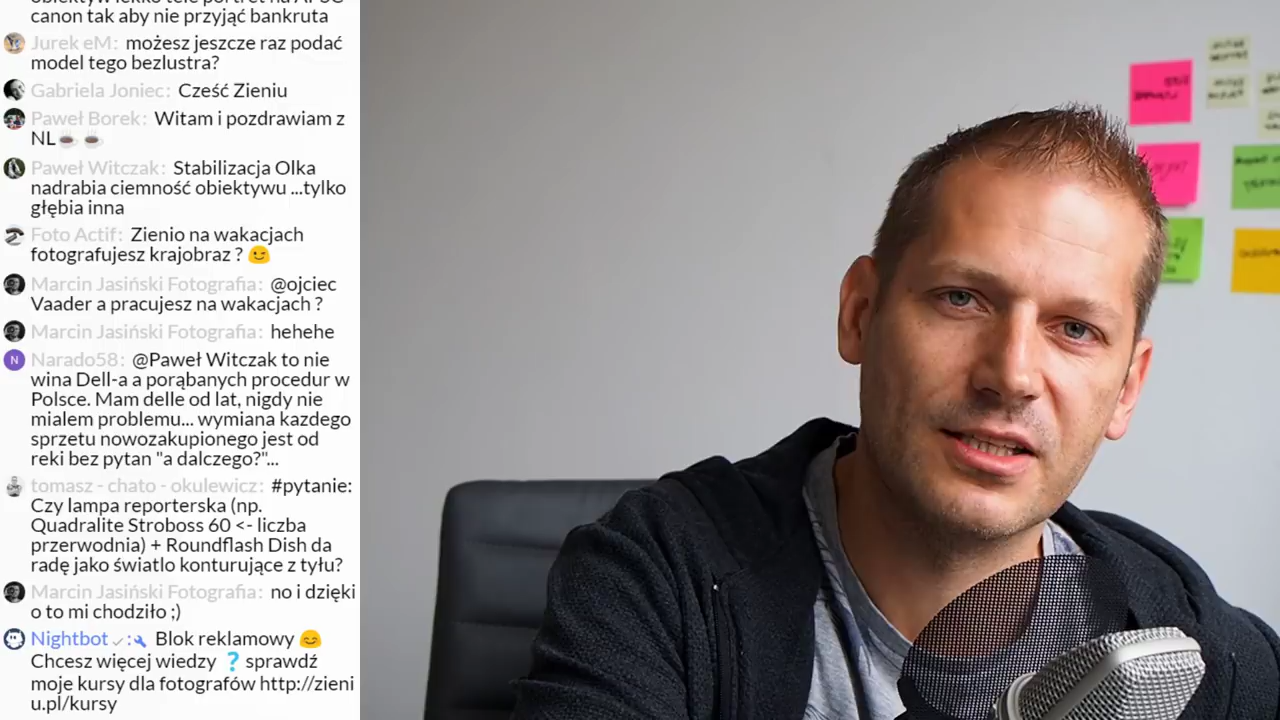 canon tak aby nie przyjąć bankruta
Jurek eM: możesz jeszcze raz podać
model tego bezlustra?
Gabriela Joniec: Cześć Zieniu
Paweł Borek: Witam i pozdrawiam z
NL☕ ☕
Paweł Witczak: Stabilizacja Olka
nadrabia ciemność obiektywu ...tylko
głębia inna
Foto Actif: Zienio na wakacjach
fotografujesz krajobraz ? 😉
Marcin Jasiński Fotografia: @ojciec
Vaader a pracujesz na wakacjach ?
Marcin Jasiński Fotografia: hehehe
N Narado58: @Paweł Witczak to nie
wina Dell-a a porąbanych procedur w
Polsce. Mam delle od lat, nigdy nie
mialem problemu... wymiana kazdego
sprzetu nowozakupionego jest od
reki bez pytan "a dalczego?"...
tomasz - chato - okulewicz: #pytanie:
Czy lampa reporterska (np.
Quadralite Stroboss 60 <- liczba
przerwodnia) + Roundflash Dish da
radę jako światlo konturujące z tyłu?
Marcin Jasiński Fotografia: no i dzięki
o to mi chodziło ;)
Nightbot ✓:🔧 Blok reklamowy 😊
Chcesz więcej wiedzy ❔ sprawdź
moje kursy dla fotografów http://zieni
u.pl/kursy